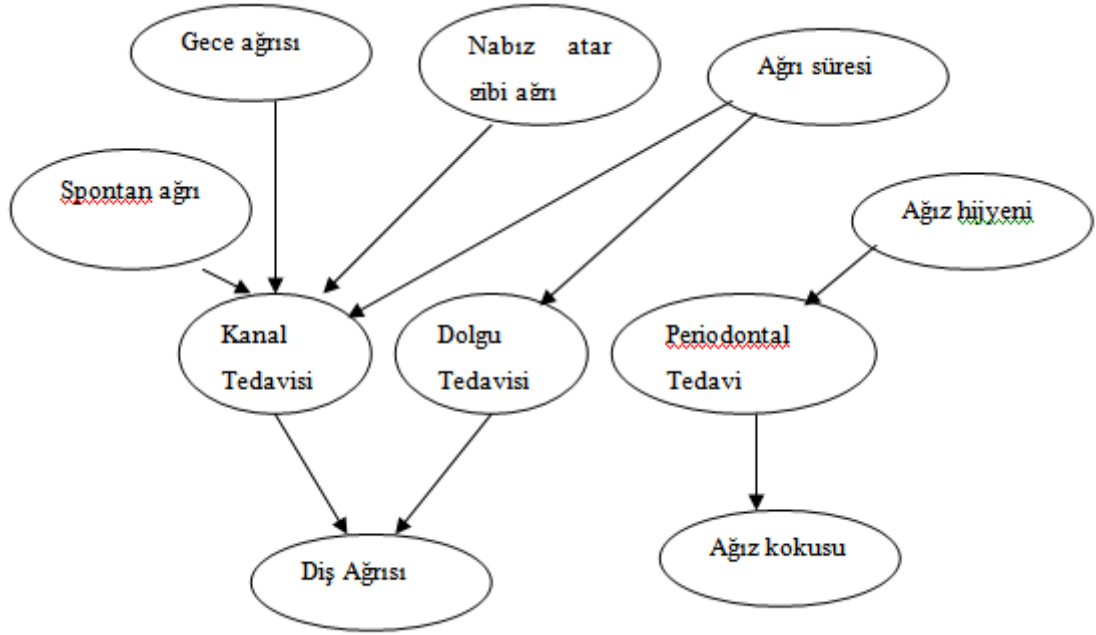 Gece ağrısı
Nabız atar
gibi ağrı
Ağrı süresi
Spontan ağrı
Ağız hijyeni
Kanal
Tedavisi
Dolgu
Tedavisi
Periodontal
Tedavi
Diş Ağrısı
Ağız kokusu